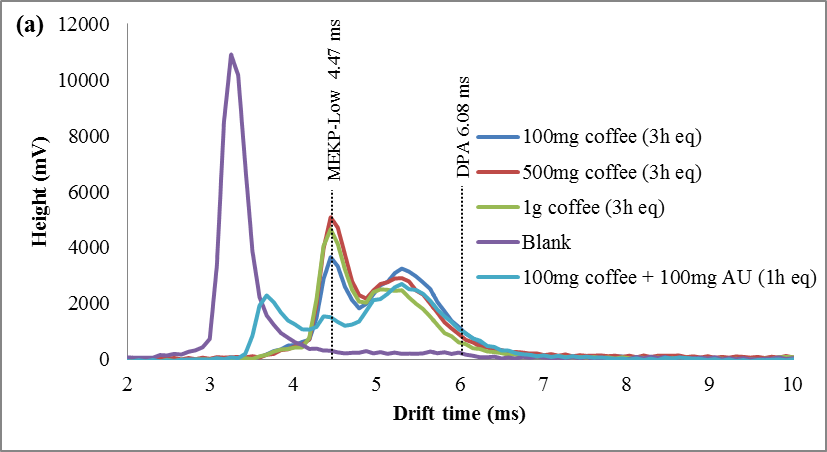 (a)
12000
10000
8000
6000
4000
2000
0
Height (mV)
2 3 4 5 6 7 8 9 10
Drift time (ms)
MEKP-Low 4.47 ms
DPA 6.08 ms
100mg coffee (3h eq)
500mg coffee (3h eq)
1g coffee (3h eq)
Blank
100mg coffee + 100mg AU (1h eq)